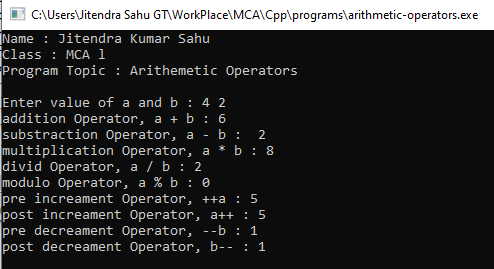 C:\Users\Jitendra Sahu GT\WorkPlace\MCA\Cpp\programs\arithmetic-operators.exe
Name : Jitendra Kumar Sahu
Class : MCA l
Program Topic : Arithemetic Operators
Enter value of a and b : 4 2
addition Operator, a + b : 6
substraction Operator, a - b :  2
multiplication Operator, a * b : 8
divid Operator, a / b : 2
modulo Operator, a % b : 0
pre increament Operator, ++a : 5
post increament Operator, a++ : 5
pre decreament Operator, --b : 1
post decreament Operator, b-- : 1